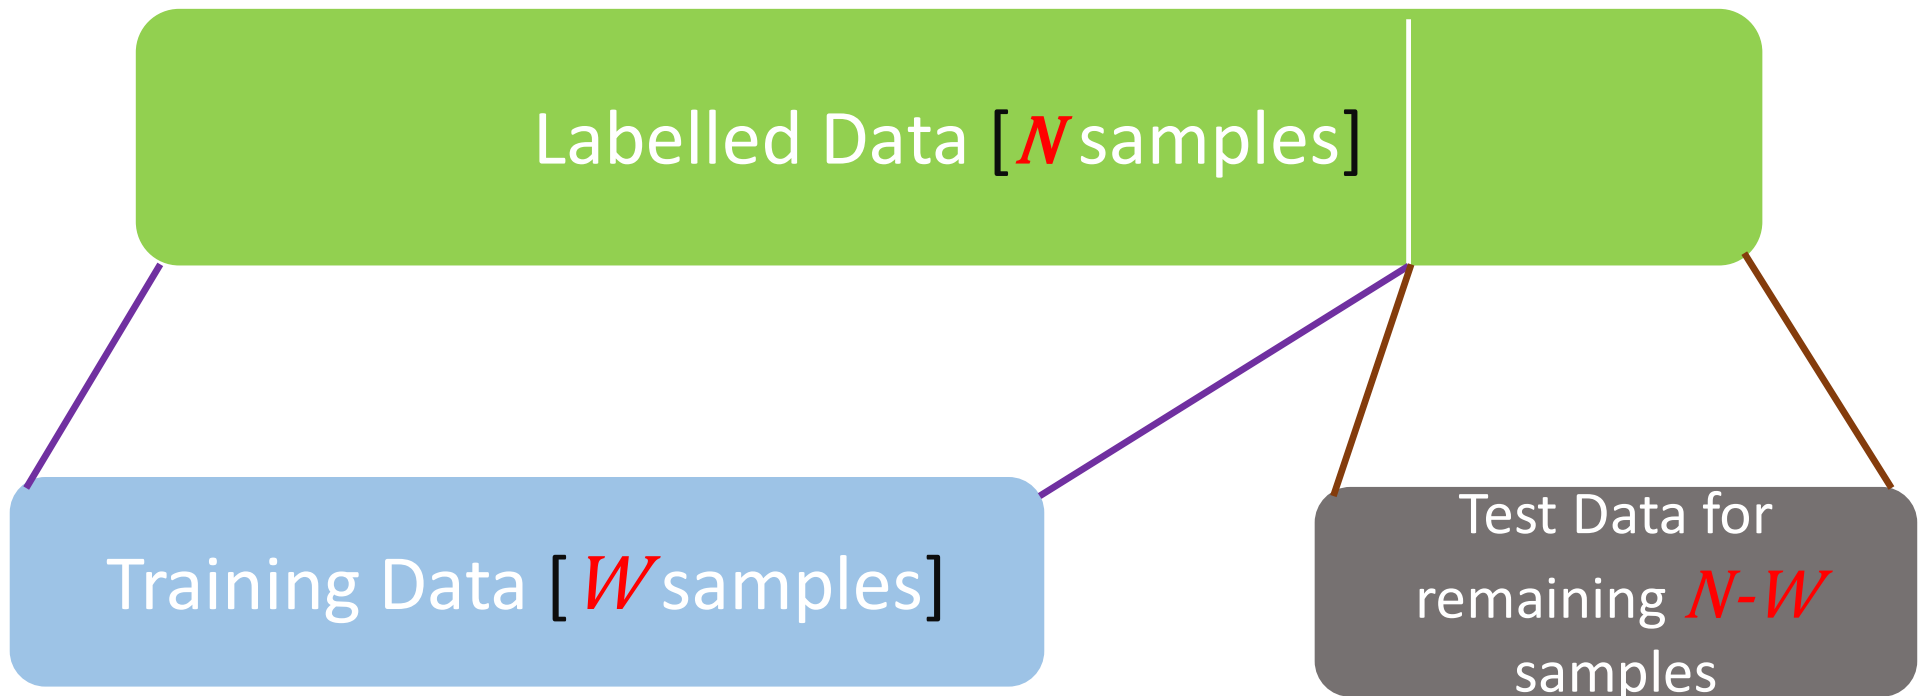 Labelled Data [N samples]
Training Data [W samples]
Test Data for
remaining N-W
samples